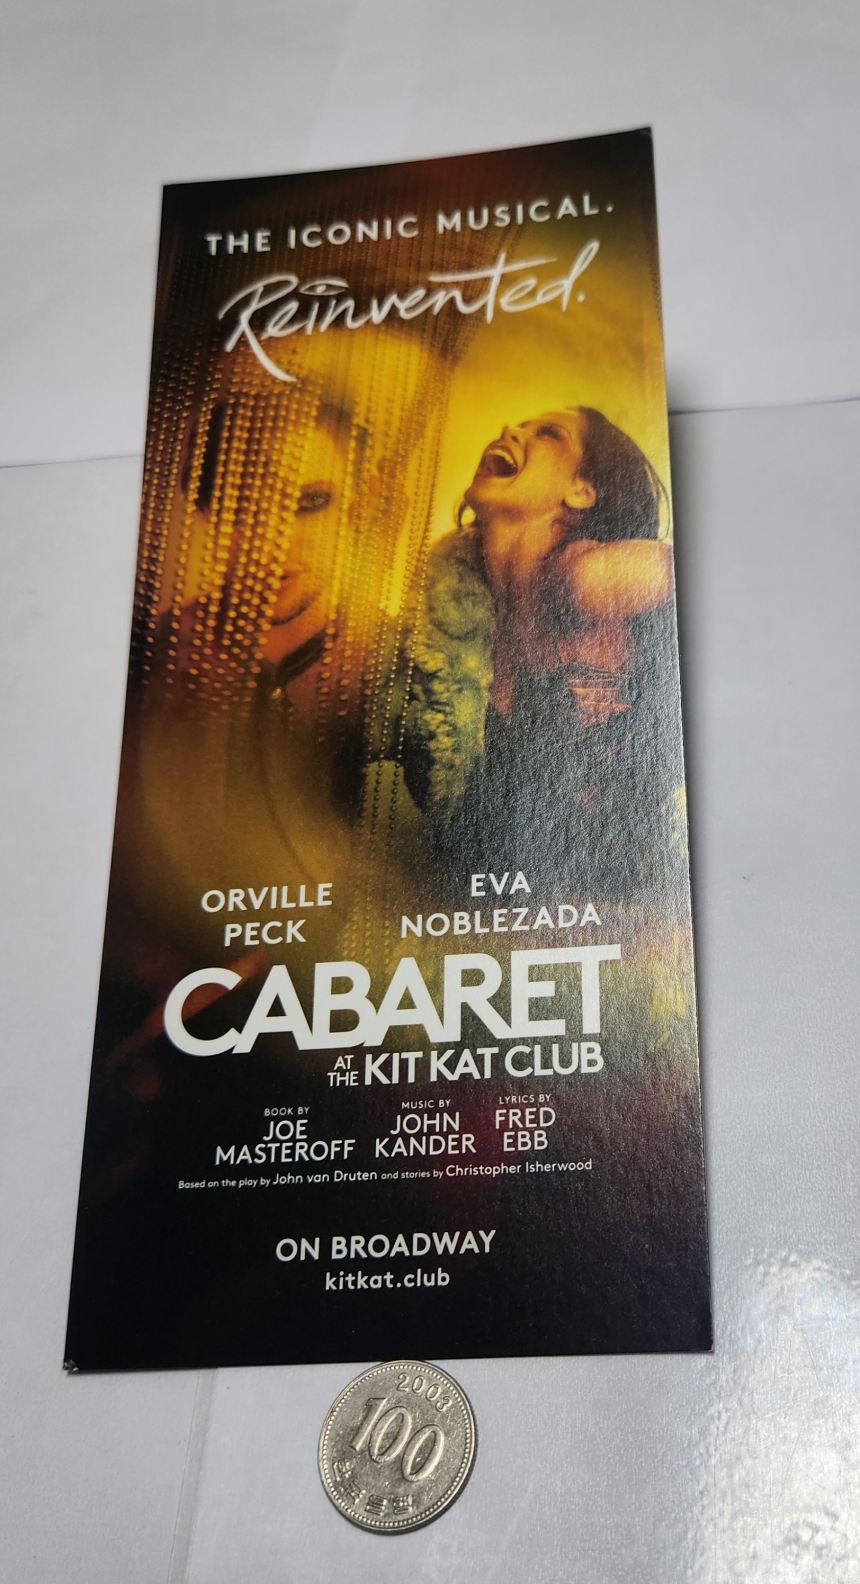 THE ICONIC MUSICAL.
Reinvented.
ORVILLE PECK
EVA NOBLEZADA
CABARET
AT THE KIT KAT CLUB
BOOK BY
JOE MASTEROFF
MUSIC BY
JOHN KANDER
LYRICS BY
FRED EBB
Based on the play by John van Druten and stories by Christopher Isherwood
ON BROADWAY
kitkat.club
2003
100
한국은행